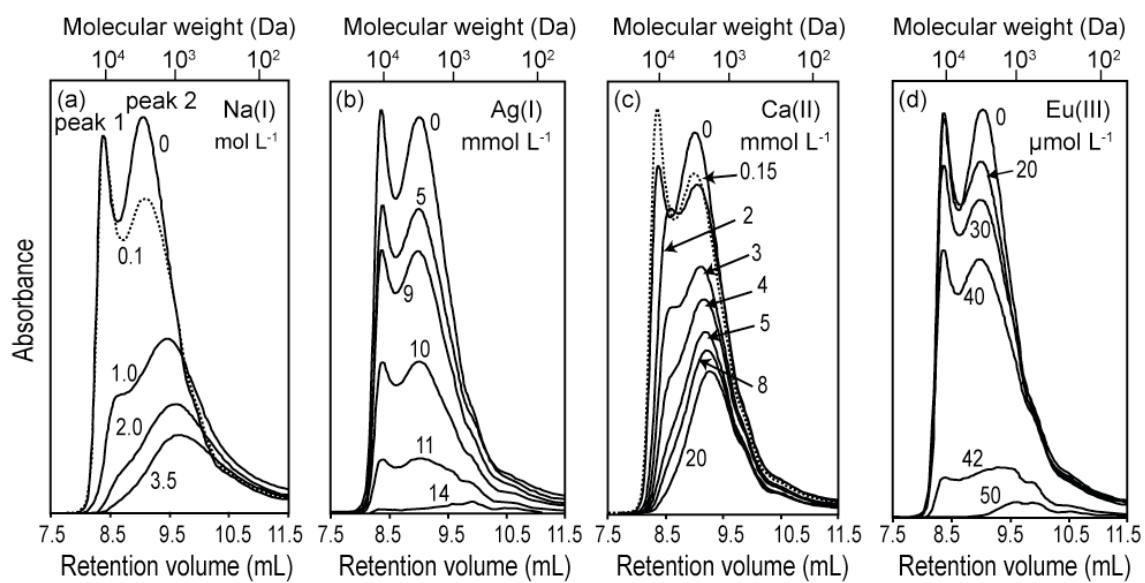 Molecular weight (Da) Molecular weight (Da) Molecular weight (Da) Molecular weight (Da)
10⁴ 10³ 10² 10⁴ 10³ 10² 10⁴ 10³ 10² 10⁴ 10³ 10²
(a) peak 2 Na(I) (b) Ag(I) (c) Ca(II) (d) Eu(III)
peak 1 0 mol L⁻¹ 0 mmol L⁻¹ 0 mmol L⁻¹ 0 µmol L⁻¹
0.1 5 0.15 20
1.0 9 2 30
2.0 10 3 40
3.5 11 4 42
14 5 50
8
20
Absorbance
7.5 8.5 9.5 10.5 11.5 7.5 8.5 9.5 10.5 11.5 7.5 8.5 9.5 10.5 11.5 7.5 8.5 9.5 10.5 11.5
Retention volume (mL) Retention volume (mL) Retention volume (mL) Retention volume (mL)